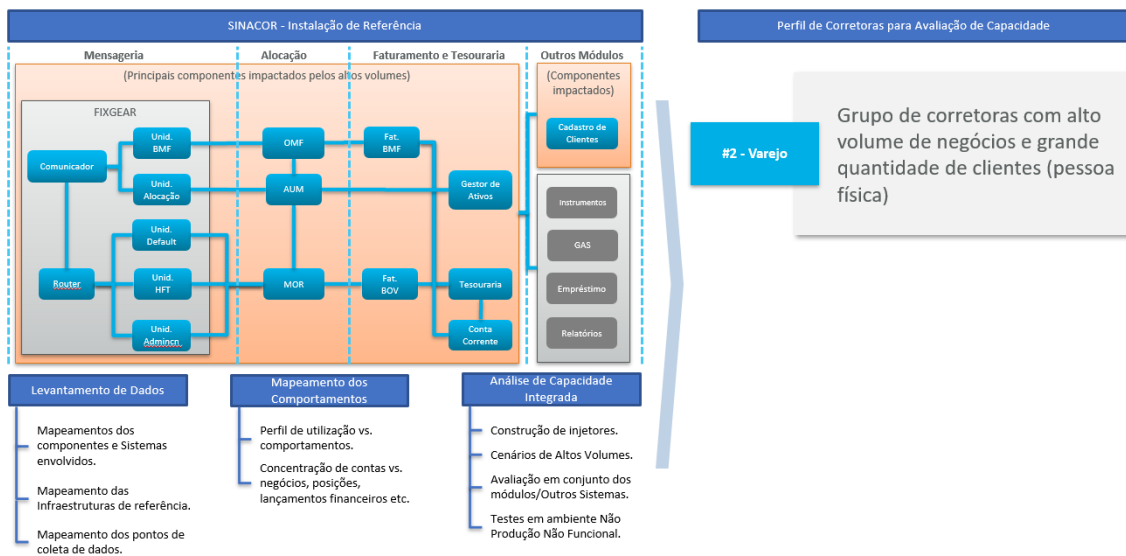 SINACOR - Instalação de Referência
Mensageria
Alocação
Faturamento e Tesouraria
Outros Módulos
(Principais componentes impactados pelos altos volumes)
(Componentes
impactados)
FIXGEAR
Comunicador
Router
Unid.
BMF
Unid.
Alocação
Unid.
Default
Unid.
HFT
Unid.
Admincn
OMF
AUM
MOR
Fat.
BMF
Fat.
BOV
Gestor de
Ativos
Tesouraria
Conta
Corrente
Cadastro de
Clientes
Instrumentos
GAS
Empréstimo
Relatórios
Levantamento de Dados
Mapeamentos dos
componentes e Sistemas
envolvidos.
Mapeamento das
Infraestruturas de referência.
Mapeamento dos pontos de
coleta de dados.
Mapeamento dos
Comportamentos
Perfil de utilização vs.
comportamentos.
Concentração de contas vs.
negócios, posições,
lançamentos financeiros etc.
Análise de Capacidade
Integrada
Construção de injetores.
Cenários de Altos Volumes.
Avaliação em conjunto dos
módulos/Outros Sistemas.
Testes em ambiente Não
Produção Não Funcional.
Perfil de Corretoras para Avaliação de Capacidade
#2 - Varejo
Grupo de corretoras com alto
volume de negócios e grande
quantidade de clientes (pessoa
física)